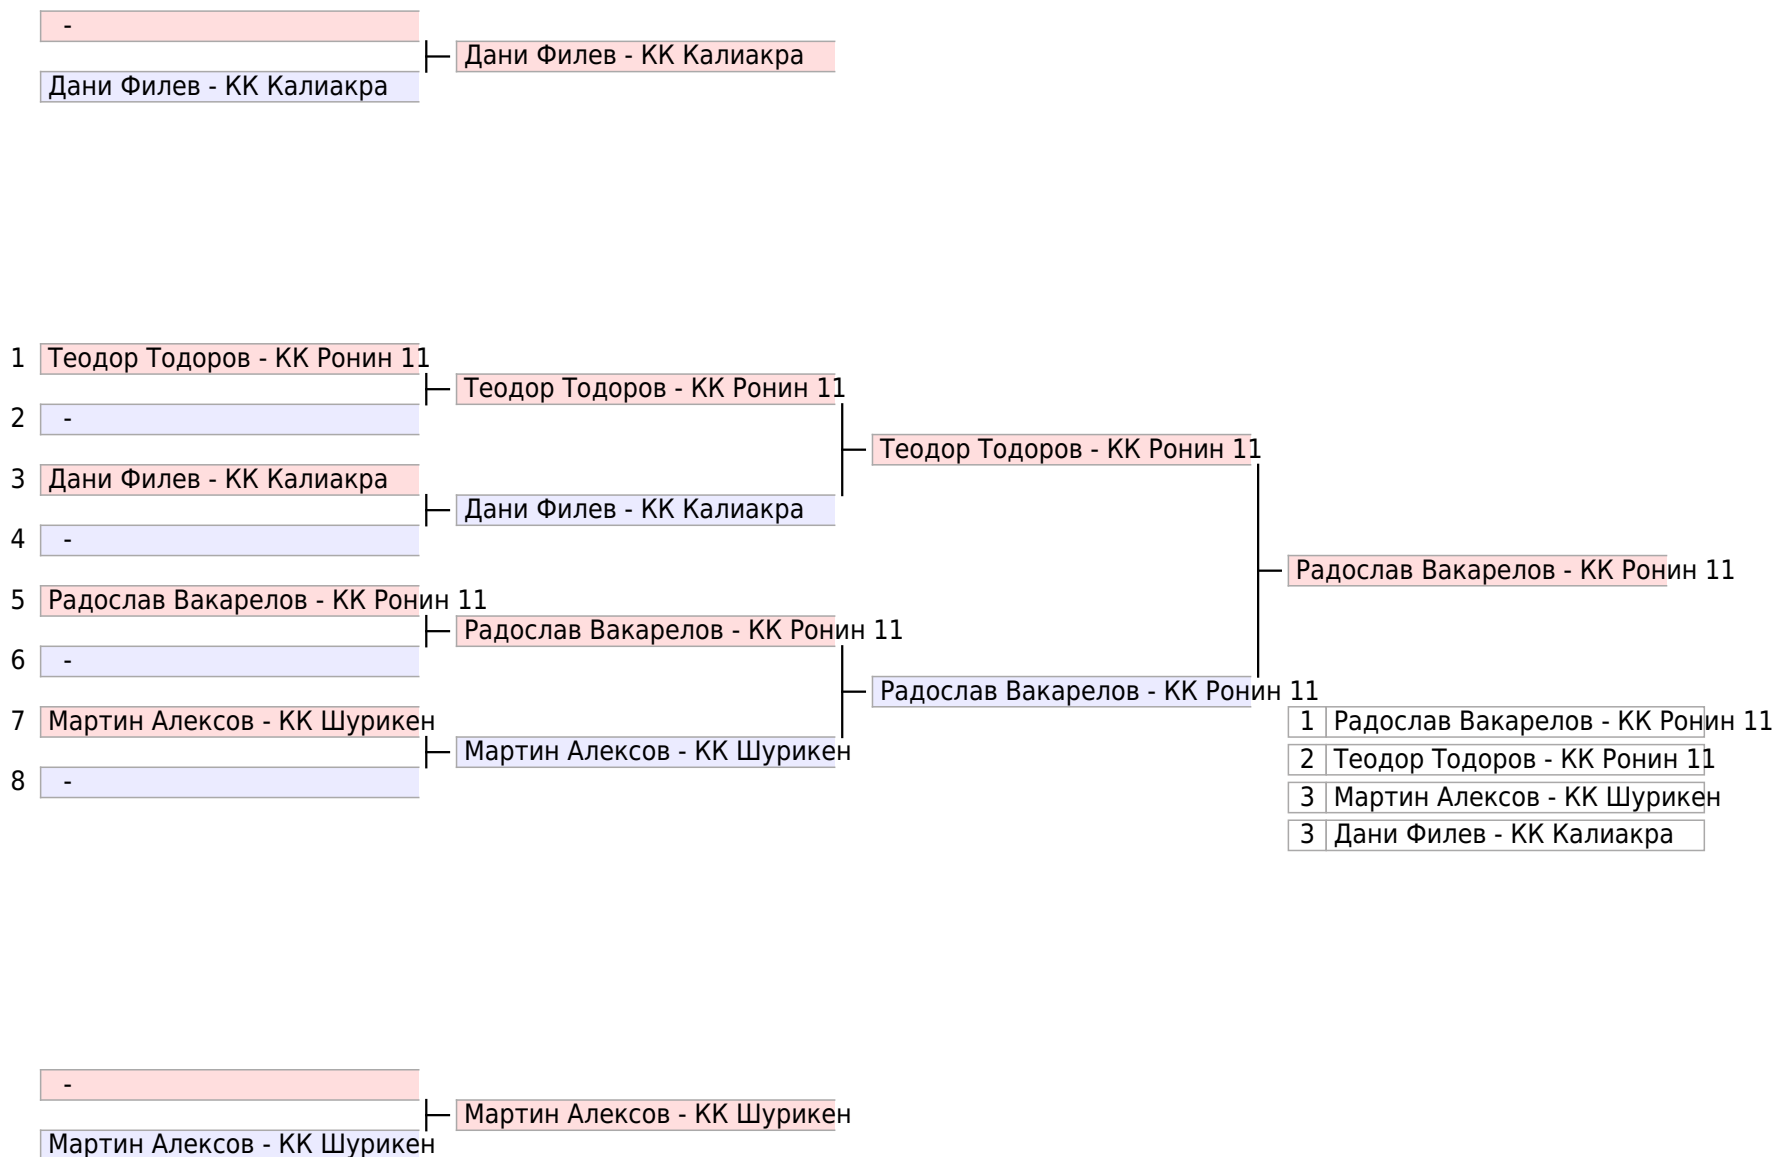 -
Дани Филев - КК Калиакра
Дани Филев - КК Калиакра
1 Теодор Тодоров - КК Ронин 11
Теодор Тодоров - КК Ронин 11
2 -
Теодор Тодоров - КК Ронин 11
3 Дани Филев - КК Калиакра
Дани Филев - КК Калиакра
4 -
Радослав Вакарелов - КК Ронин 11
5 Радослав Вакарелов - КК Ронин 11
Радослав Вакарелов - КК Ронин 11
6 -
Радослав Вакарелов - КК Ронин 11
7 Мартин Алексов - КК Шурикен
1 Радослав Вакарелов - КК Ронин 11
Мартин Алексов - КК Шурикен
2 Теодор Тодоров - КК Ронин 11
8 -
3 Мартин Алексов - КК Шурикен
3 Дани Филев - КК Калиакра
-
Мартин Алексов - КК Шурикен
Мартин Алексов - КК Шурикен